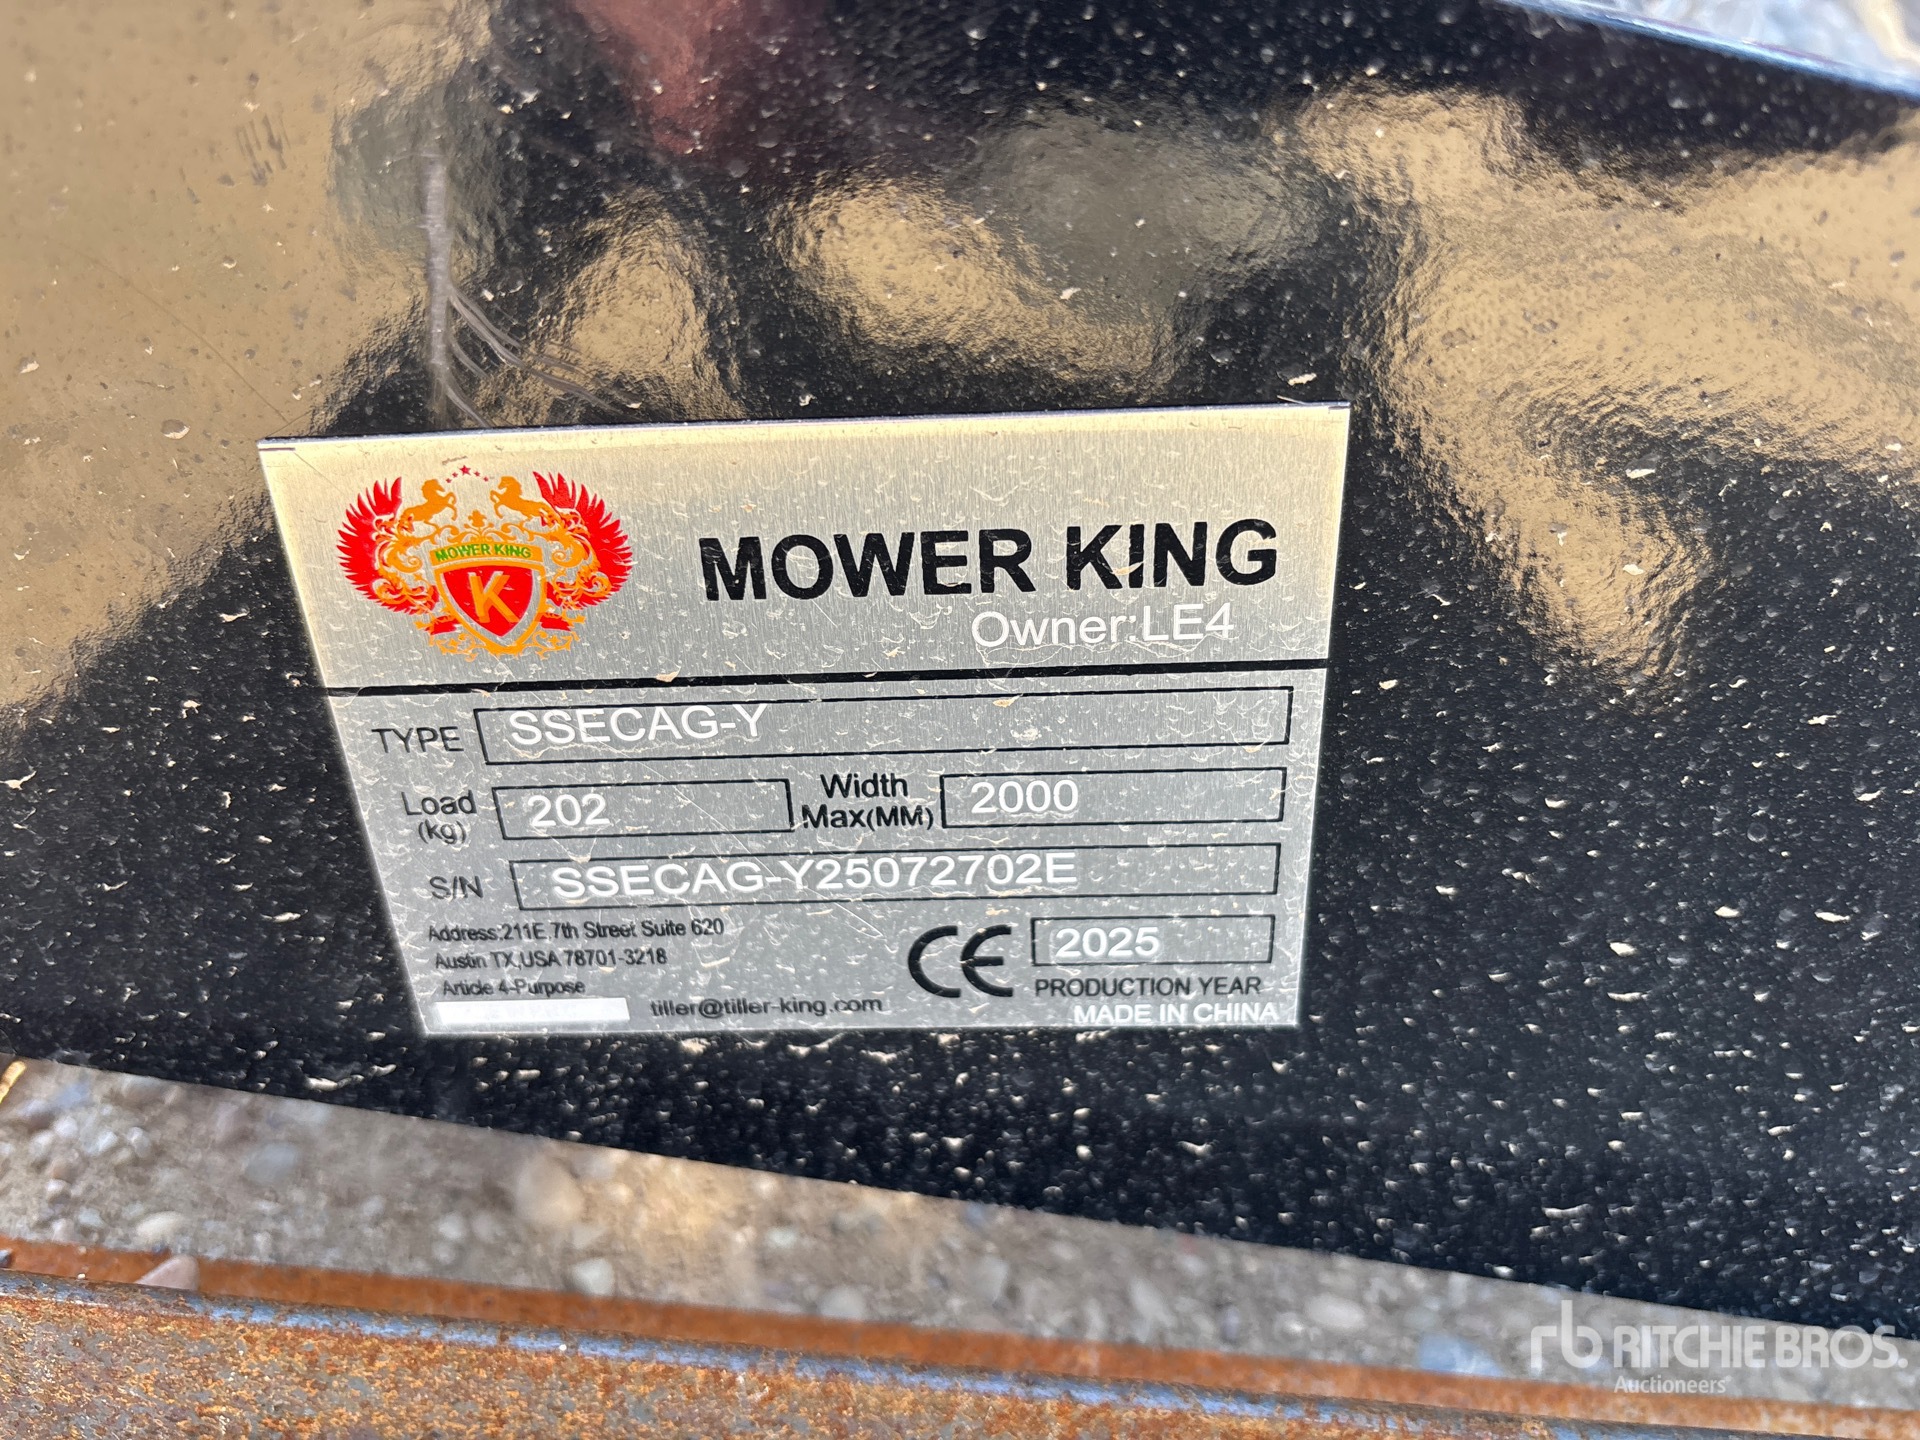 MOWER KING
K
MOWER KING
Owner:LE4
TYPE SSECAG-Y
Load (kg) 202 Width Max(MM) 2000
S/N SSECAG-Y25072702E
Address:211E,7th Street Suite 620
Austin TX,USA 78701-3218
Article 4-Purpose
tiller@tiller-king.com
CE 2025
PRODUCTION YEAR
MADE IN CHINA
rb RITCHIE BROS.
Auctioneers